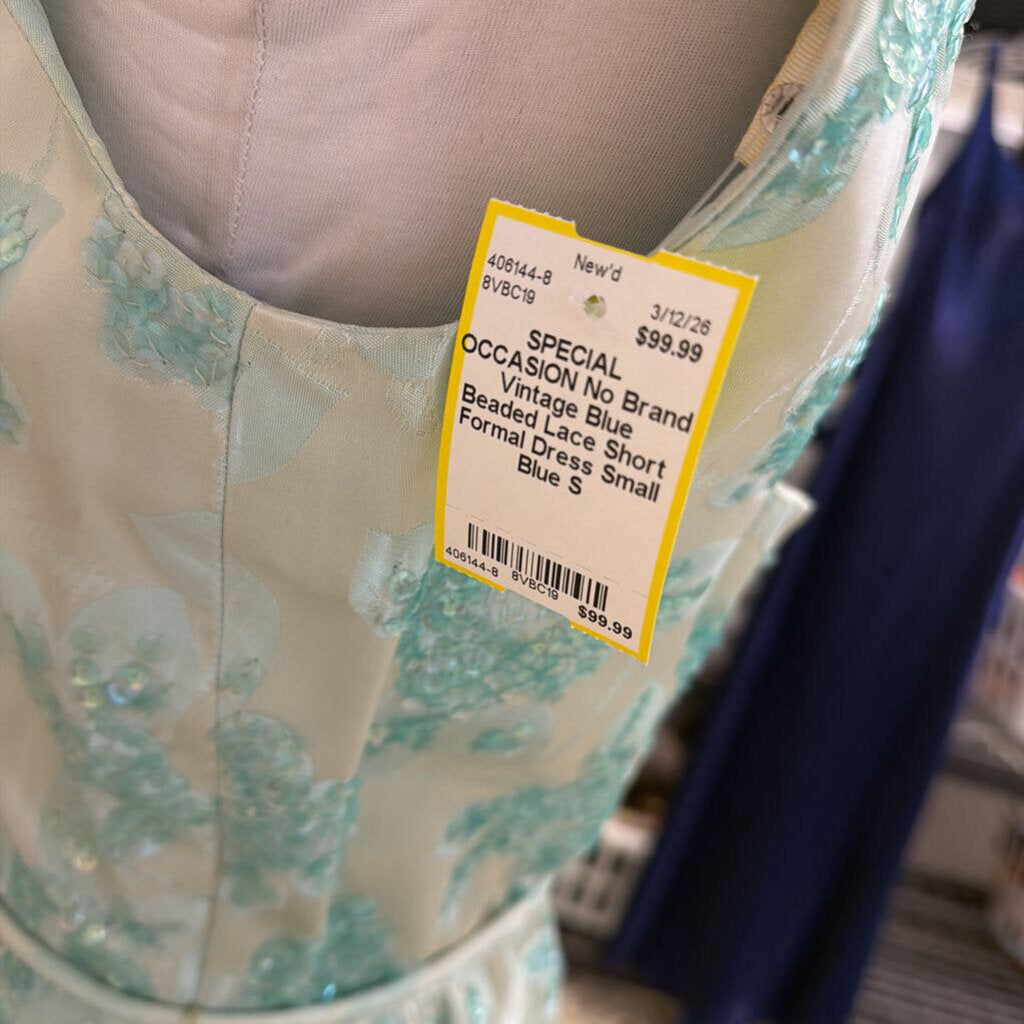 New'd
406144-8
8VBC19
3/12/26
$99.99
SPECIAL
OCCASION No Brand
Vintage Blue
Beaded Lace Short
Formal Dress Small
Blue S
406144-8 8VBC19
$99.99